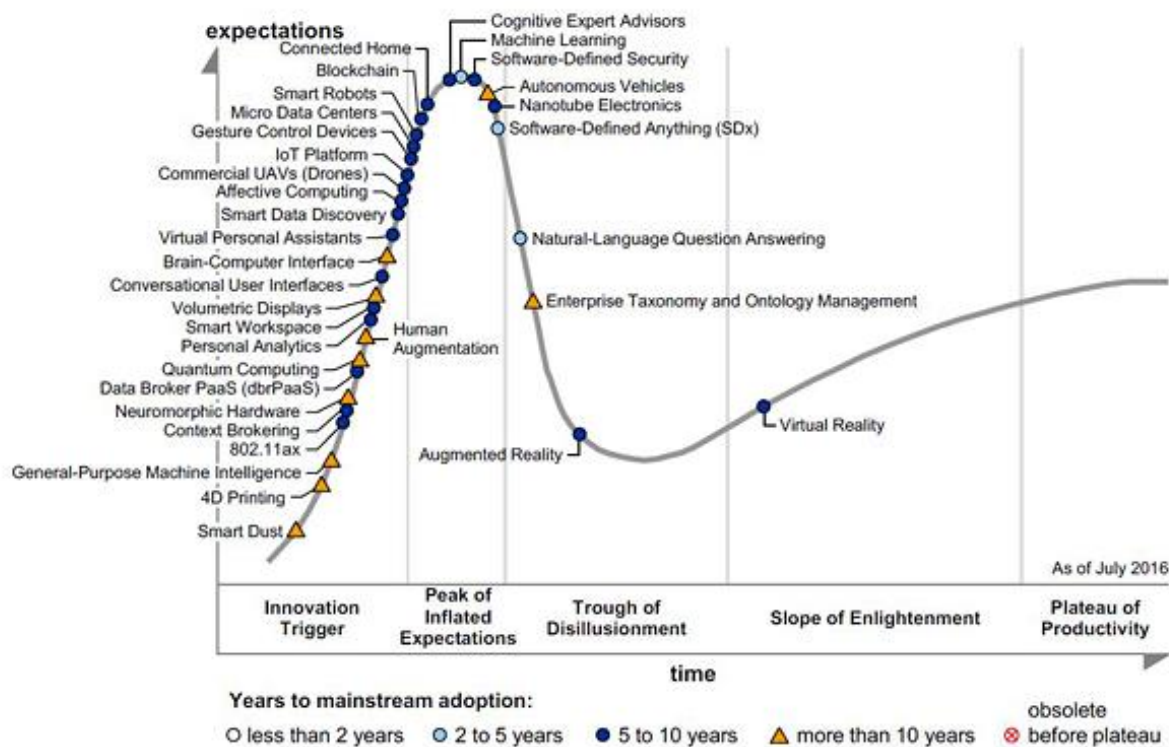 expectations
Cognitive Expert Advisors
Machine Learning
Software-Defined Security
Autonomous Vehicles
Nanotube Electronics
Software-Defined Anything (SDx)
Connected Home
Blockchain
Smart Robots
Micro Data Centers
Gesture Control Devices
IoT Platform
Commercial UAVs (Drones)
Affective Computing
Smart Data Discovery
Virtual Personal Assistants
Brain-Computer Interface
Conversational User Interfaces
Volumetric Displays
Smart Workspace
Personal Analytics
Human
Augmentation
Quantum Computing
Data Broker PaaS (dbrPaaS)
Neuromorphic Hardware
Context Brokering
802.11ax
General-Purpose Machine Intelligence
4D Printing
Smart Dust
Natural-Language Question Answering
Enterprise Taxonomy and Ontology Management
Augmented Reality
Virtual Reality
As of July 2016
Innovation
Trigger
Peak of
Inflated
Expectations
Trough of
Disillusionment
Slope of Enlightenment
Plateau of
Productivity
time
Years to mainstream adoption:
less than 2 years
2 to 5 years
5 to 10 years
more than 10 years
obsolete
before plateau